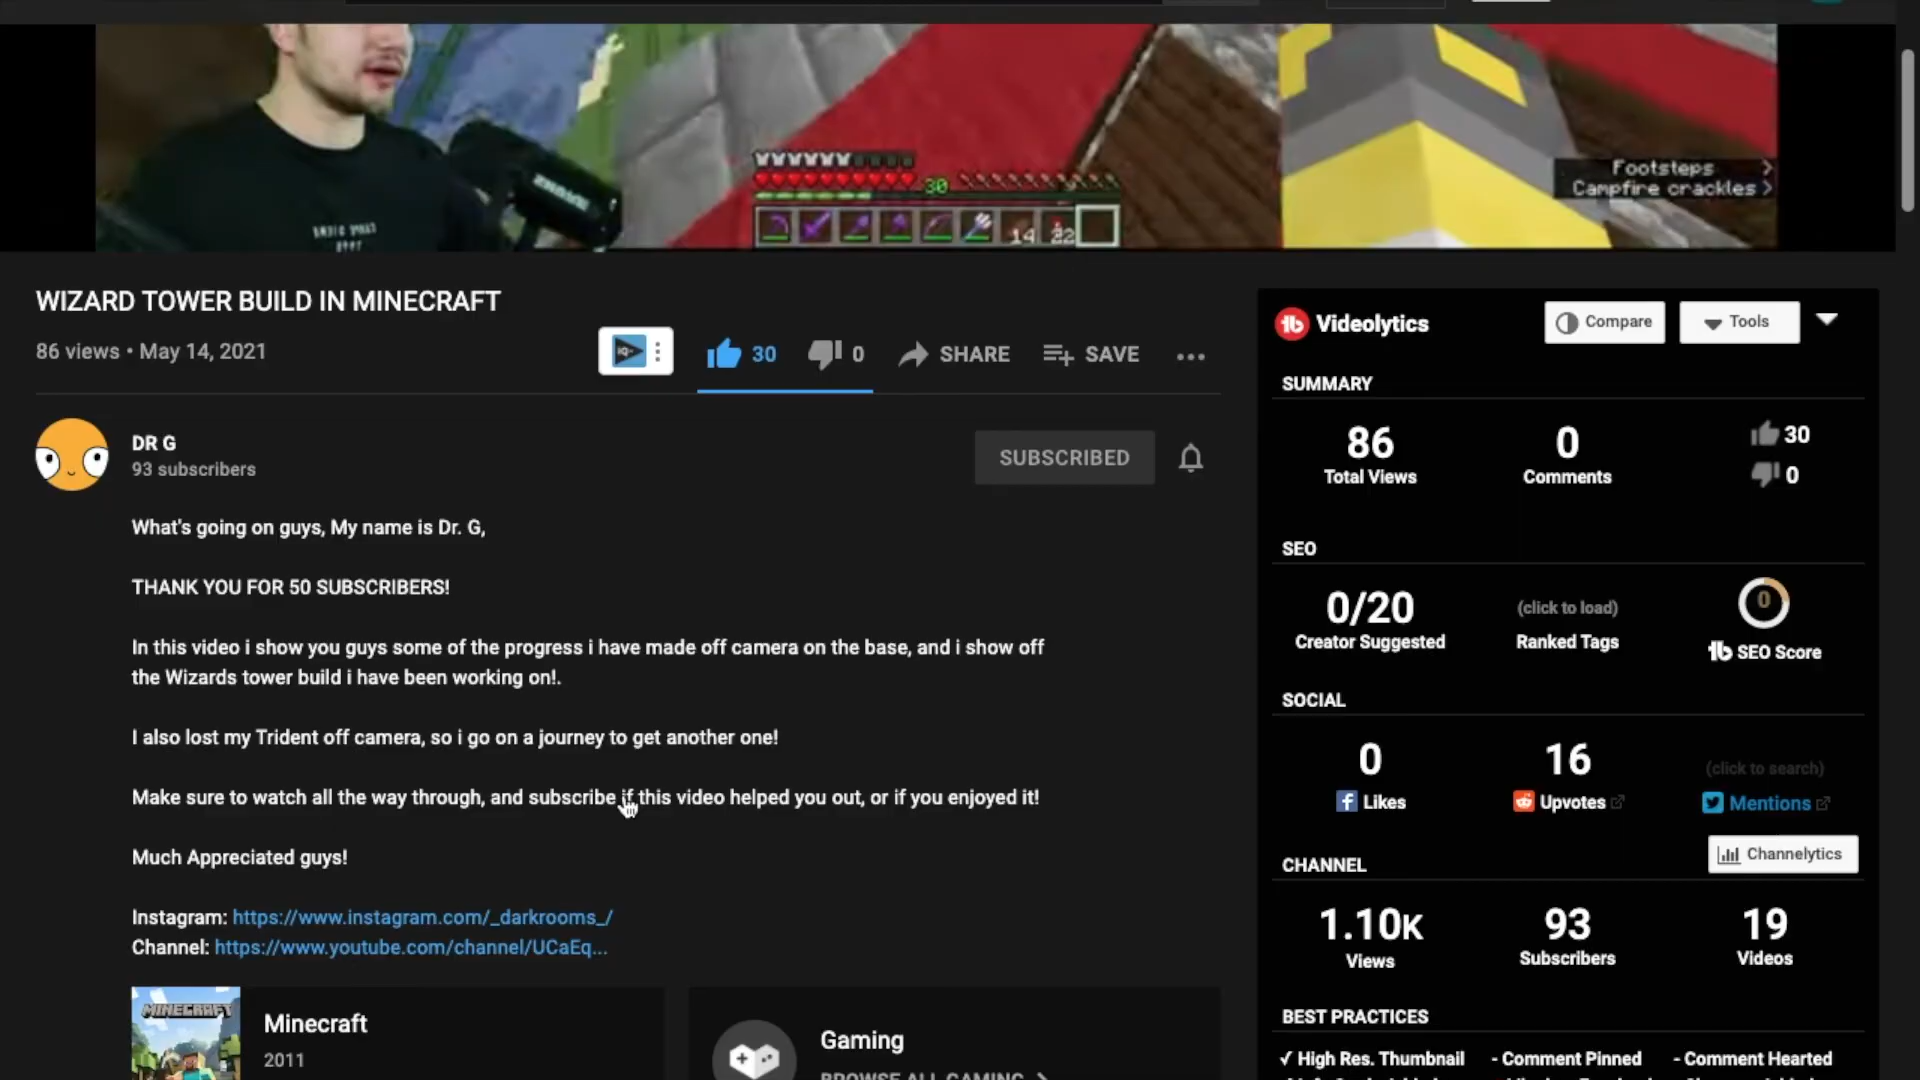 Footsteps >
Campfire crackles >
30
14 22
WIZARD TOWER BUILD IN MINECRAFT
86 views • May 14, 2021
iQ
30
0
SHARE
SAVE
DR G
93 subscribers
SUBSCRIBED
What's going on guys, My name is Dr. G,
THANK YOU FOR 50 SUBSCRIBERS!
In this video i show you guys some of the progress i have made off camera on the base, and i show off
the Wizards tower build i have been working on!.
I also lost my Trident off camera, so i go on a journey to get another one!
Make sure to watch all the way through, and subscribe if this video helped you out, or if you enjoyed it!
Much Appreciated guys!
Instagram: https://www.instagram.com/_darkrooms_/
Channel: https://www.youtube.com/channel/UCaEq...
MINECRAFT
Minecraft
2011
Gaming
BROWSE ALL GAMING
Videolytics
Compare
Tools
SUMMARY
86
Total Views
0
Comments
30
0
SEO
0/20
Creator Suggested
(click to load)
Ranked Tags
0
SEO Score
SOCIAL
0
Likes
16
Upvotes
(click to search)
Mentions
CHANNEL
Channelytics
1.10K
Views
93
Subscribers
19
Videos
BEST PRACTICES
√ High Res. Thumbnail
- Comment Pinned
- Comment Hearted